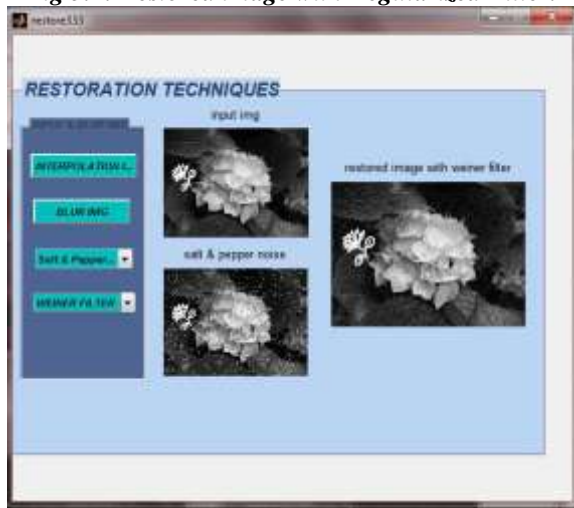 restore333
RESTORATION TECHNIQUES
input img
INTERPOLATION I...
restored image with weiner filter
BLUR IMG
Salt & Pepper...
salt & pepper noise
WEINER FILTER